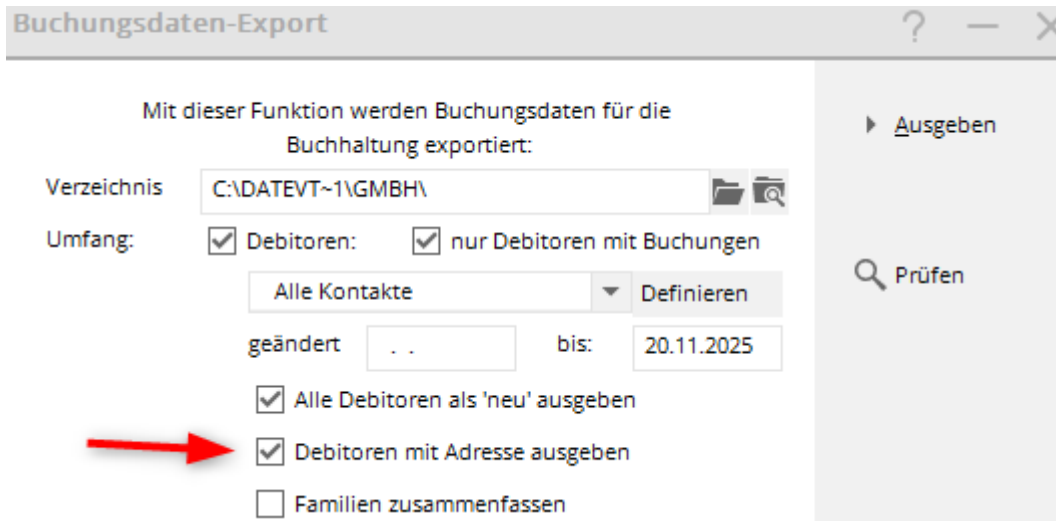 Buchungsdaten-Export
Mit dieser Funktion werden Buchungsdaten für die
Buchhaltung exportiert:
Ausgeben
Verzeichnis C:\DATEVT~1\GMBH\
Umfang: Debitoren: nur Debitoren mit Buchungen
Alle Kontakte Definieren
Prüfen
geändert . . bis: 20.11.2025
Alle Debitoren als 'neu' ausgeben
Debitoren mit Adresse ausgeben
Familien zusammenfassen